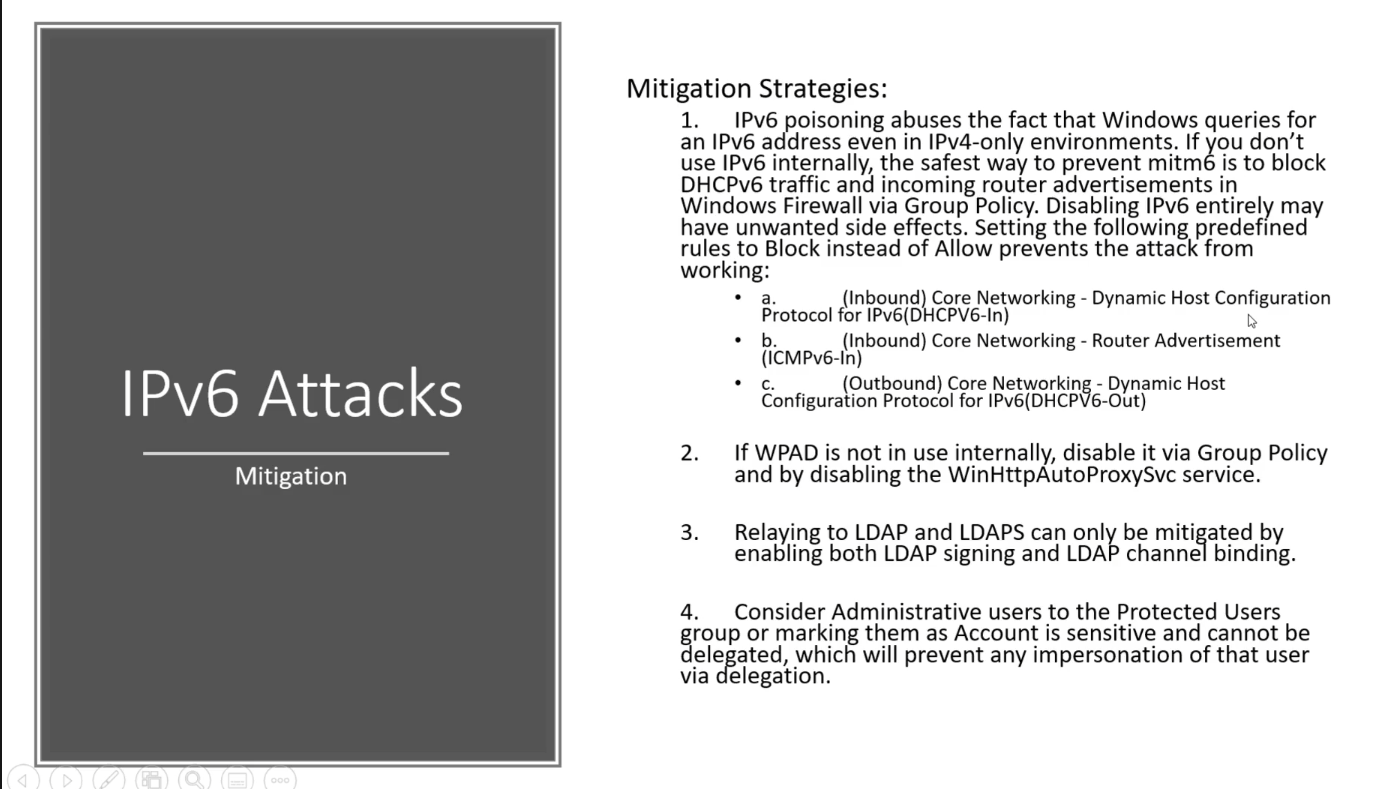 IPv6 Attacks
Mitigation
Mitigation Strategies:
1. IPv6 poisoning abuses the fact that Windows queries for
an IPv6 address even in IPv4-only environments. If you don’t
use IPv6 internally, the safest way to prevent mitm6 is to block
DHCPv6 traffic and incoming router advertisements in
Windows Firewall via Group Policy. Disabling IPv6 entirely may
have unwanted side effects. Setting the following predefined
rules to Block instead of Allow prevents the attack from
working:
• a. (Inbound) Core Networking - Dynamic Host Configuration
Protocol for IPv6(DHCPV6-In)
• b. (Inbound) Core Networking - Router Advertisement
(ICMPv6-In)
• c. (Outbound) Core Networking - Dynamic Host
Configuration Protocol for IPv6(DHCPV6-Out)
2. If WPAD is not in use internally, disable it via Group Policy
and by disabling the WinHttpAutoProxySvc service.
3. Relaying to LDAP and LDAPS can only be mitigated by
enabling both LDAP signing and LDAP channel binding.
4. Consider Administrative users to the Protected Users
group or marking them as Account is sensitive and cannot be
delegated, which will prevent any impersonation of that user
via delegation.